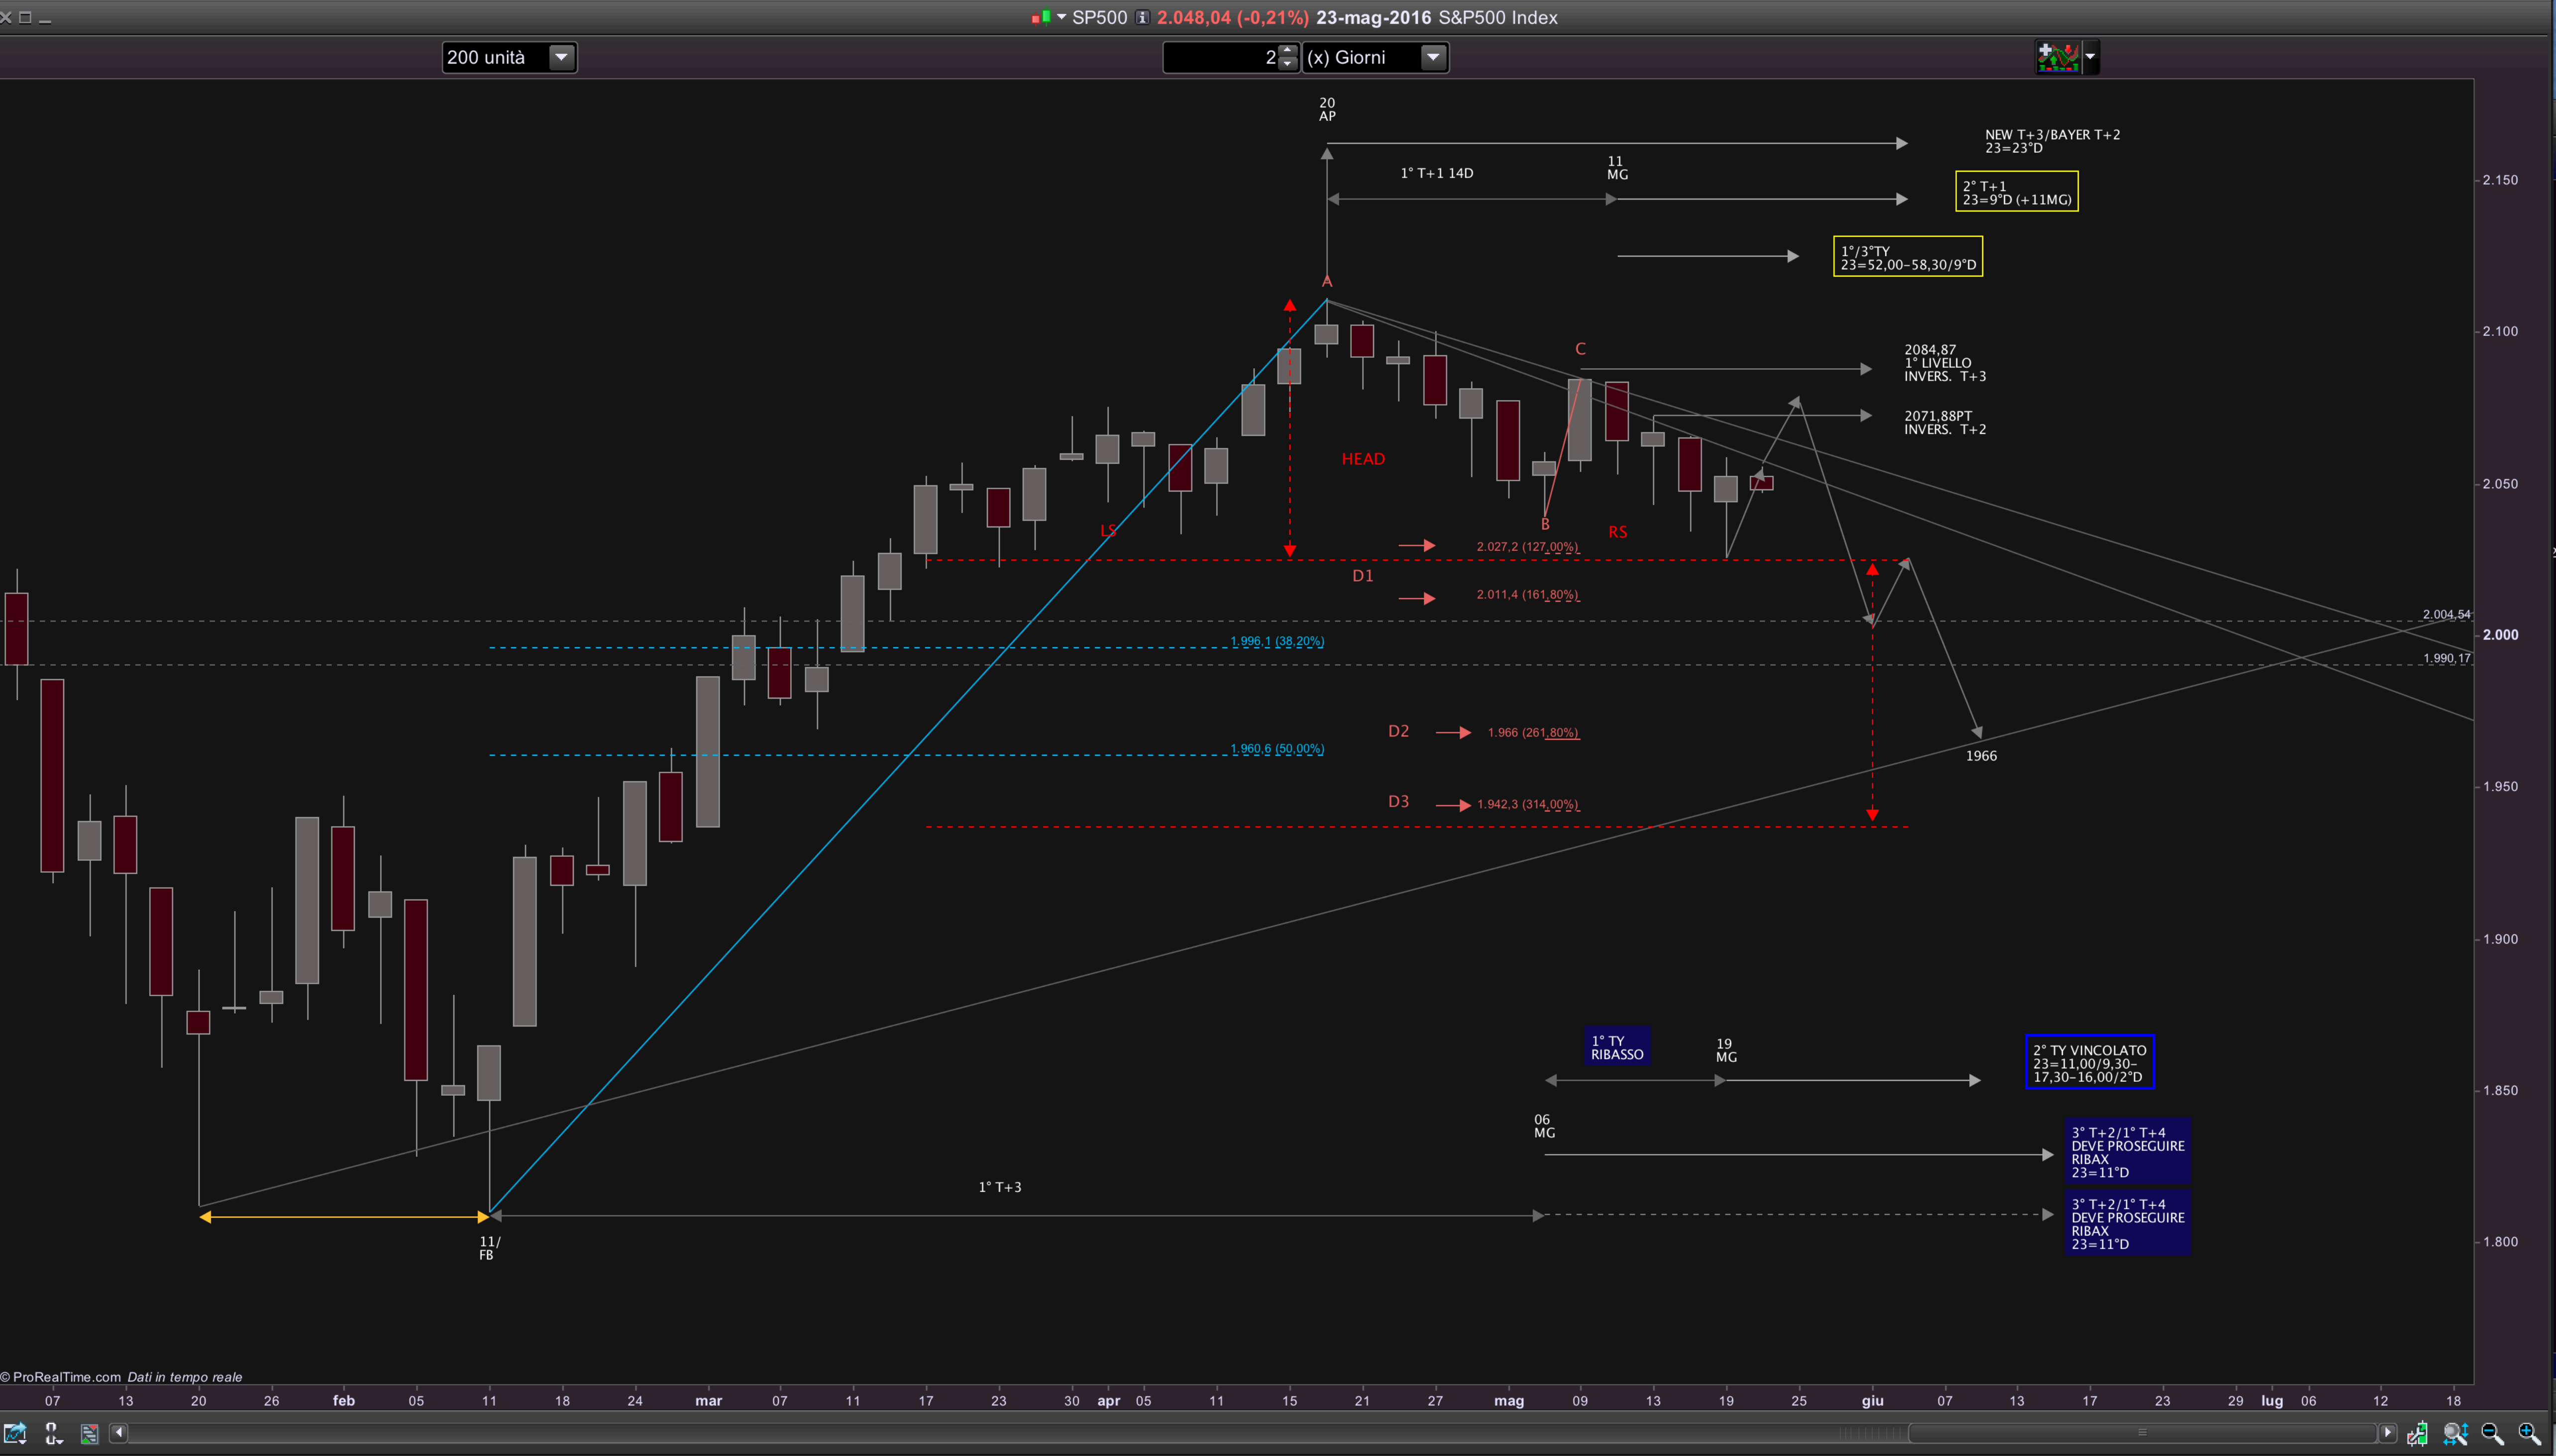 SP500 2.048,04 (-0,21%) 23-mag-2016 S&P500 Index
200 unità
2 (x) Giorni
20
AP
NEW T+3/BAYER T+2
23=23°D
1° T+1 14D
11
MG
2° T+1
23=9°D (+11MG)
1°/3°TY
23=52,00-58,30/9°D
A
C
2084,87
1° LIVELLO
INVERS. T+3
2071,88PT
INVERS. T+2
HEAD
LS
B
RS
2.027,2 (127,00%)
D1
2.011,4 (161,80%)
1.996,1 (38,20%)
1.960,6 (50,00%)
D2
1.966 (261,80%)
1966
D3
1.942,3 (314,00%)
2.150
2.100
2.050
2.004,54
2.000
1.990,17
1.950
1.900
1.850
1.800
1° TY
RIBASSO
19
MG
2° TY VINCOLATO
23=11,00/9,30-
17,30-16,00/2°D
06
MG
3° T+2/1° T+4
DEVE PROSEGUIRE
RIBAX
23=11°D
1° T+3
3° T+2/1° T+4
DEVE PROSEGUIRE
RIBAX
23=11°D
11/
FB
© ProRealTime.com Dati in tempo reale
07 13 20 26 feb 05 11 18 24 mar 07 11 17 23 30 apr 05 11 15 21 27 mag 09 13 19 25 giu 07 13 17 23 29 lug 06 12 18